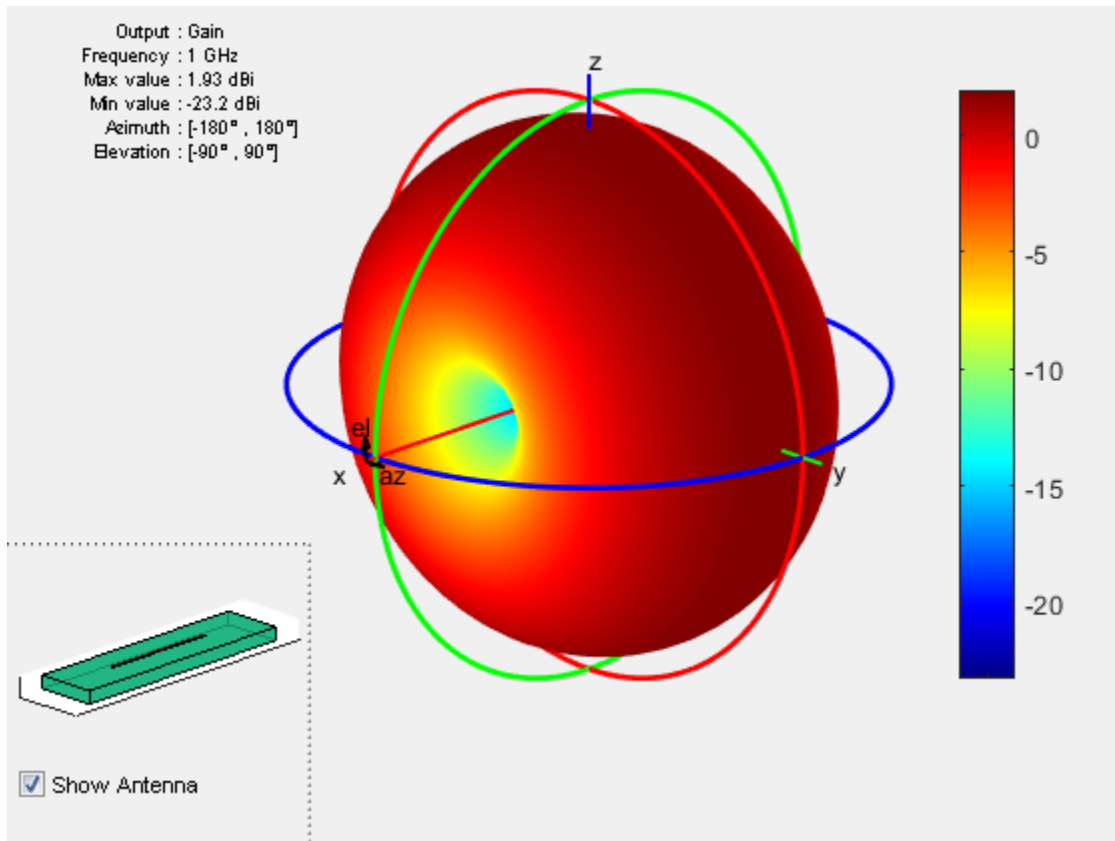 Output : Gain
Frequency : 1 GHz
Max value : 1.93 dBi
Min value : -23.2 dBi
Azimuth : [-180° , 180°]
Elevation : [-90° , 90°]
z
0
-5
-10
-15
-20
el
x
az
y
Show Antenna